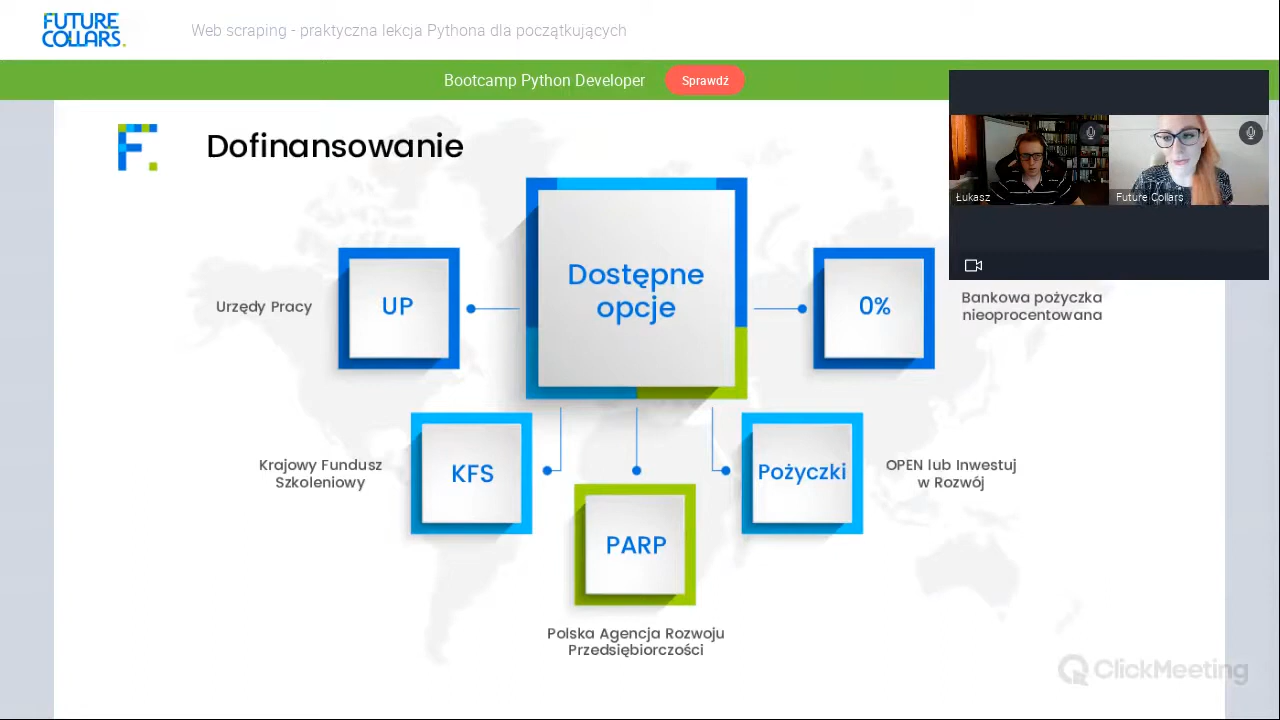 FUTURE
COLLARS.
Web scraping - praktyczna lekcja Pythona dla początkujących
Bootcamp Python Developer
Sprawdź
F.
Dofinansowanie
Łukasz
Future Collars
Dostępne
opcje
Urzędy Pracy
UP
0%
Bankowa pożyczka
nieoprocentowana
Krajowy Fundusz
Szkoleniowy
KFS
Pożyczki
OPEN lub Inwestuj
w Rozwój
PARP
Polska Agencja Rozwoju
Przedsiębiorczości
ClickMeeting